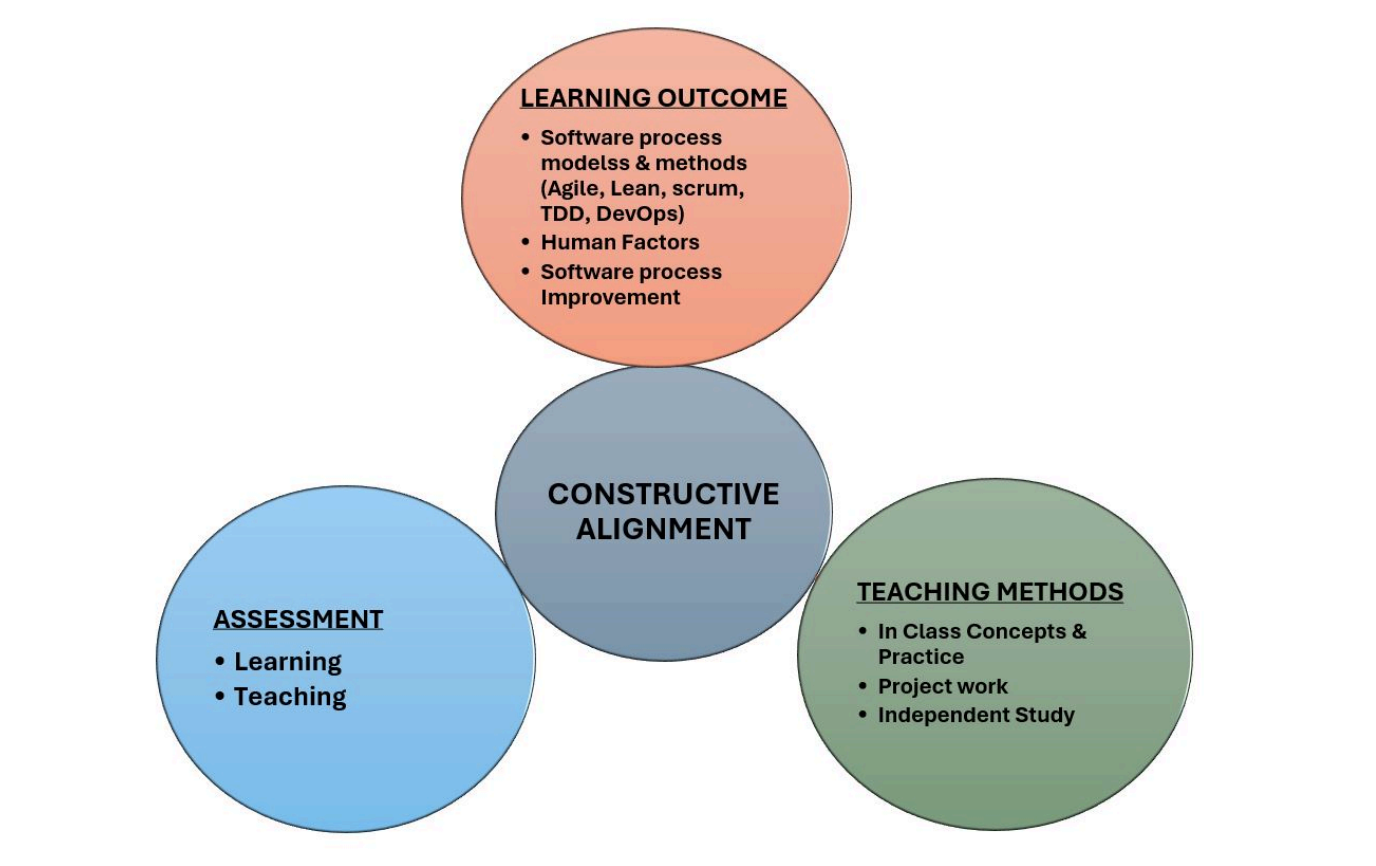 LEARNING OUTCOME
• Software process
modelss & methods
(Agile, Lean, scrum,
TDD, DevOps)
• Human Factors
• Software process
Improvement
CONSTRUCTIVE
ALIGNMENT
ASSESSMENT
• Learning
• Teaching
TEACHING METHODS
• In Class Concepts &
Practice
• Project work
• Independent Study